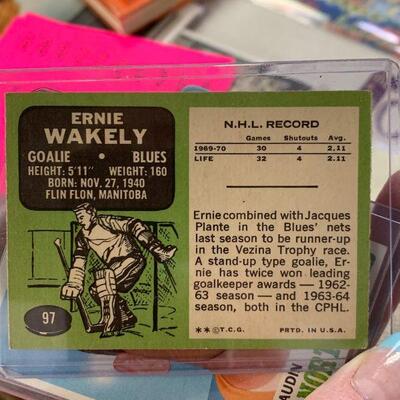 ERNIE
WAKELY
GOALIE • BLUES
HEIGHT: 5'11" WEIGHT: 160
BORN: NOV. 27, 1940
FLIN FLON, MANITOBA
97
N.H.L. RECORD
Games Shutouts Avg.
1969-70 30 4 2.11
LIFE 32 4 2.11
Ernie combined with Jacques
Plante in the Blues' nets
last season to be runner-up
in the Vezina Trophy race.
A stand-up type goalie, Er-
nie has twice won leading
goalkeeper awards — 1962-
63 season — and 1963-64
season, both in the CPHL.
** © T.C.G. PRTD. IN U.S.A.
AUDIN